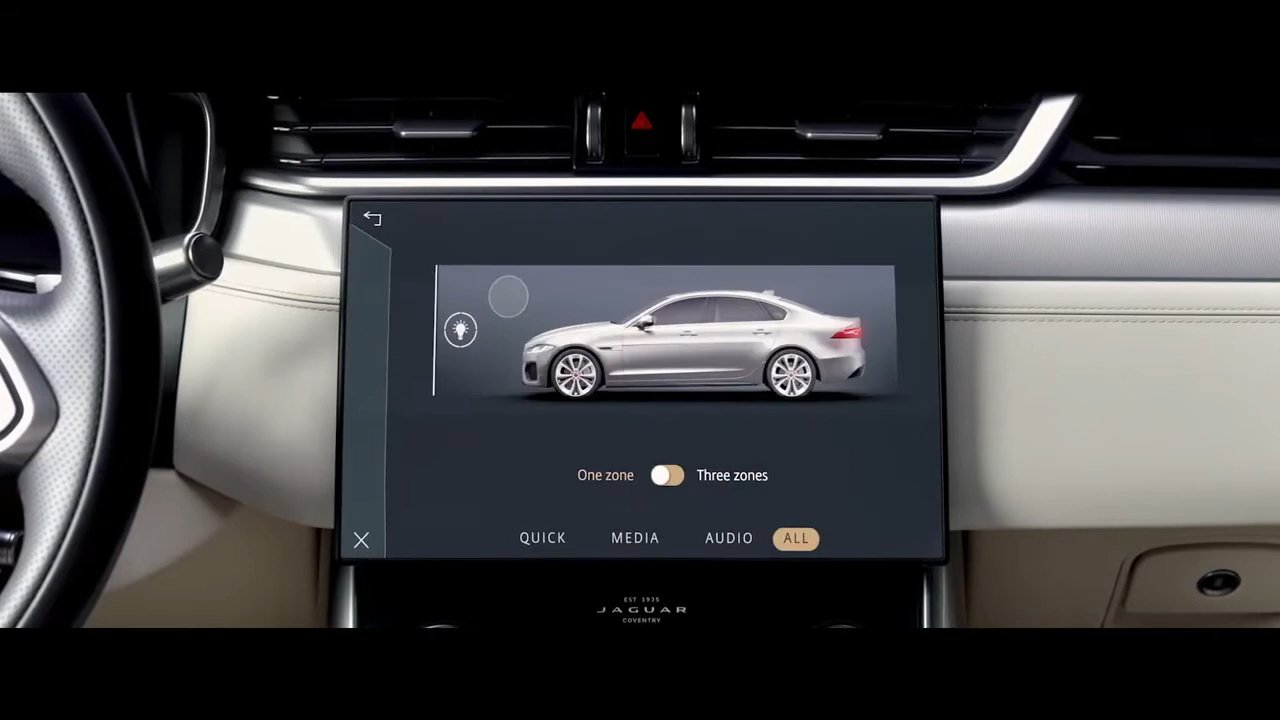 One zone Three zones
QUICK MEDIA AUDIO ALL
EST 1935
JAGUAR
COVENTRY